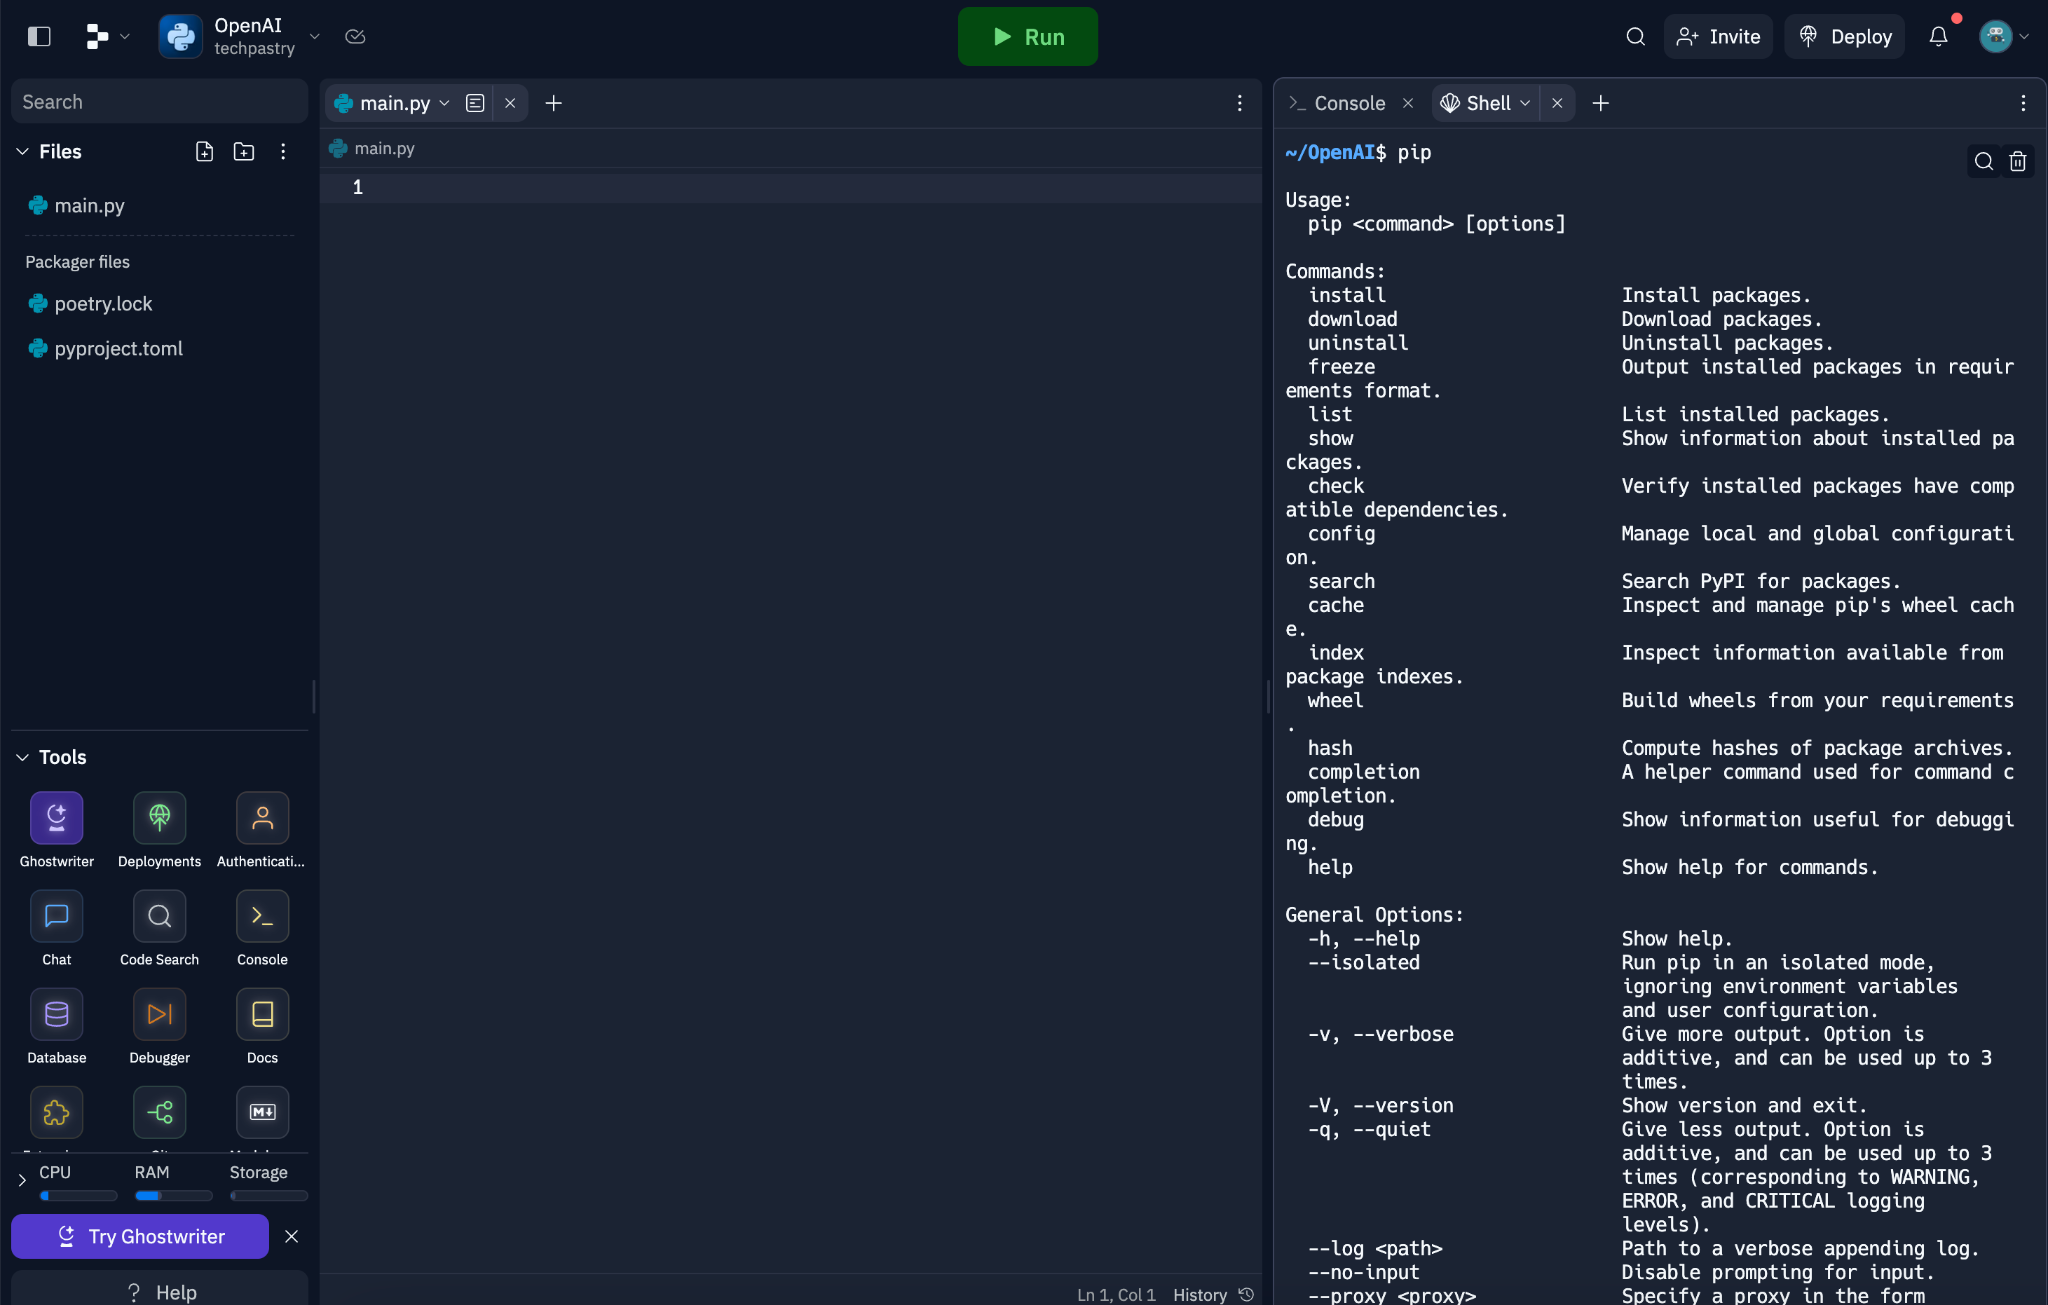 OpenAI
techpastry
Run
Invite
Deploy
Search
Files
main.py
Packager files
poetry.lock
pyproject.toml
Tools
Ghostwriter
Deployments
Authenticati...
Chat
Code Search
Console
Database
Debugger
Docs
CPU
RAM
Storage
Try Ghostwriter
? Help
main.py
main.py
1
Ln 1, Col 1
History
>_ Console
Shell
~/OpenAI$ pip
Usage:
pip <command> [options]
Commands:
install Install packages.
download Download packages.
uninstall Uninstall packages.
freeze Output installed packages in requir
ements format.
list List installed packages.
show Show information about installed pa
ckages.
check Verify installed packages have comp
atible dependencies.
config Manage local and global configurati
on.
search Search PyPI for packages.
cache Inspect and manage pip's wheel cach
e.
index Inspect information available from
package indexes.
wheel Build wheels from your requirements
.
hash Compute hashes of package archives.
completion A helper command used for command c
ompletion.
debug Show information useful for debuggi
ng.
help Show help for commands.
General Options:
-h, --help Show help.
--isolated Run pip in an isolated mode,
ignoring environment variables
and user configuration.
-v, --verbose Give more output. Option is
additive, and can be used up to 3
times.
-V, --version Show version and exit.
-q, --quiet Give less output. Option is
additive, and can be used up to 3
times (corresponding to WARNING,
ERROR, and CRITICAL logging
levels).
--log <path> Path to a verbose appending log.
--no-input Disable prompting for input.
--proxy <proxy> Specify a proxy in the form